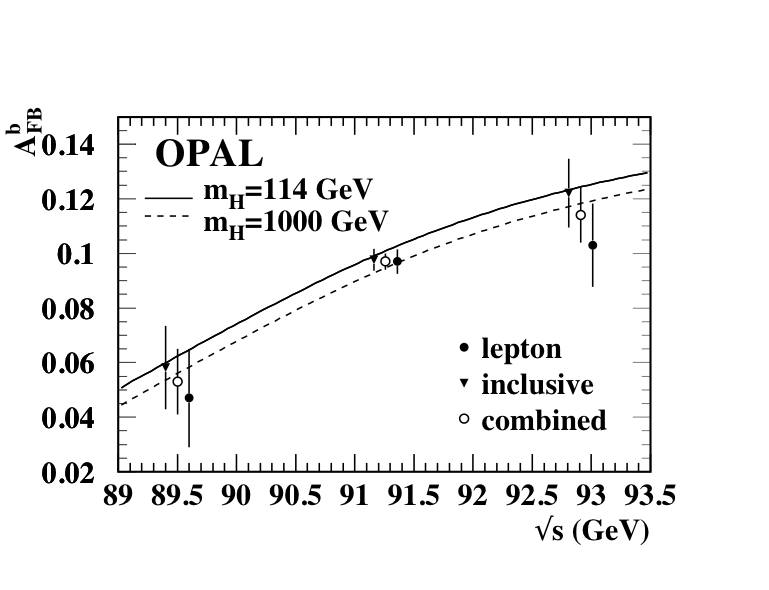 A^b_FB
0.14
0.12
0.1
0.08
0.06
0.04
0.02
OPAL
m_H=114 GeV
m_H=1000 GeV
lepton
inclusive
combined
89 89.5 90 90.5 91 91.5 92 92.5 93 93.5
√s (GeV)